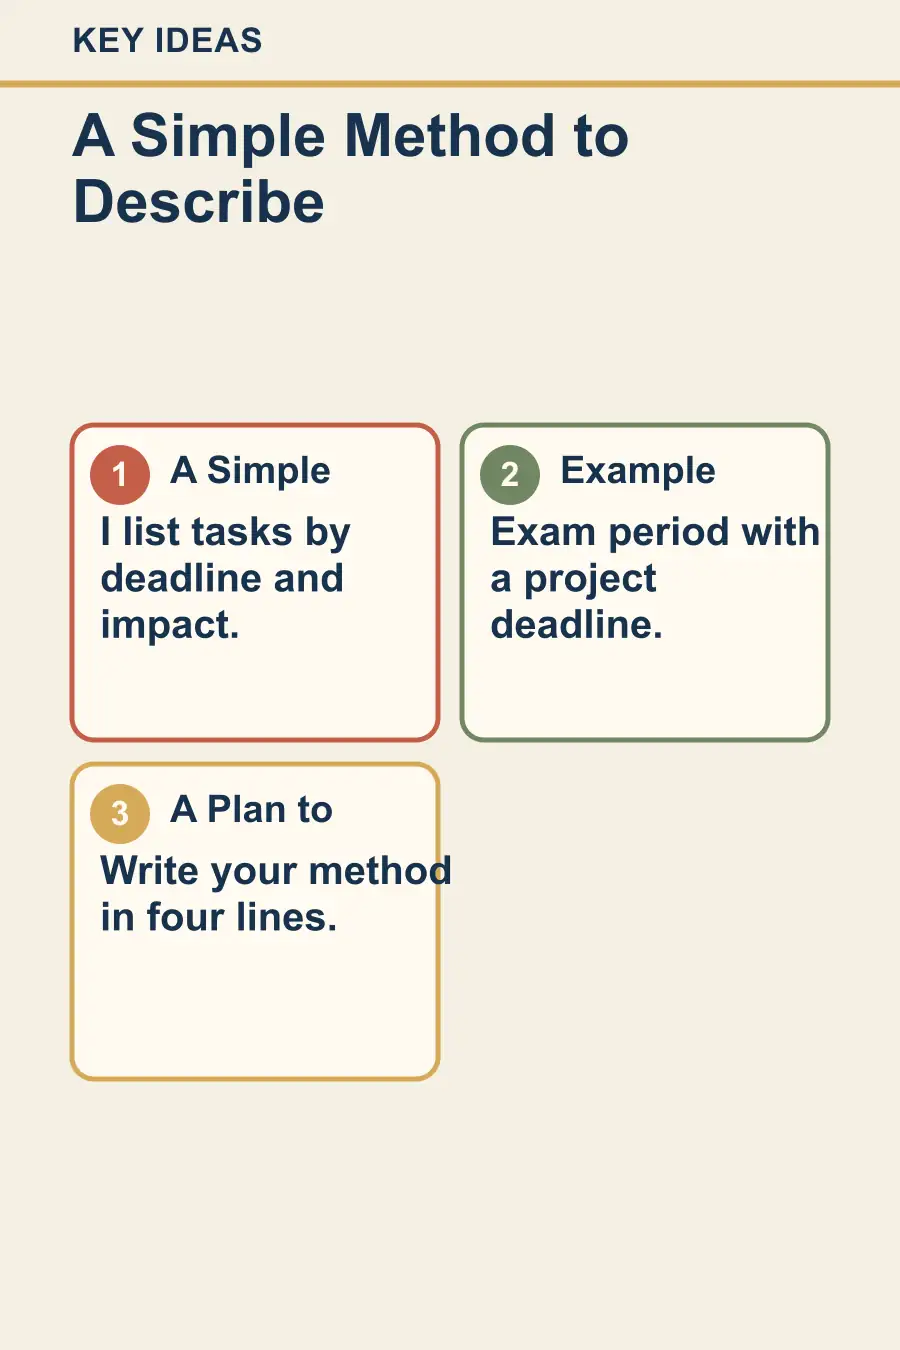 KEY IDEAS
A Simple Method to
Describe
1 A Simple
I list tasks by
deadline and
impact.
2 Example
Exam period with
a project
deadline.
3 A Plan to
Write your method
in four lines.